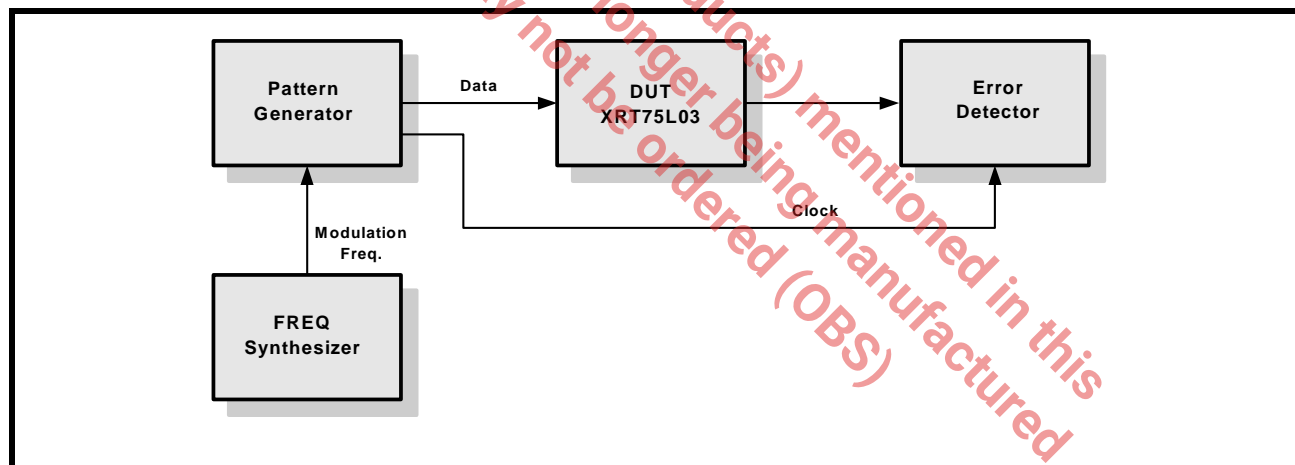 Pattern
Generator
Data
DUT
XRT75L03
Error
Detector
Clock
Modulation
Freq.
FREQ
Synthesizer
ucts) mentioned in this
longer being manufactured
y not be ordered (OBS)